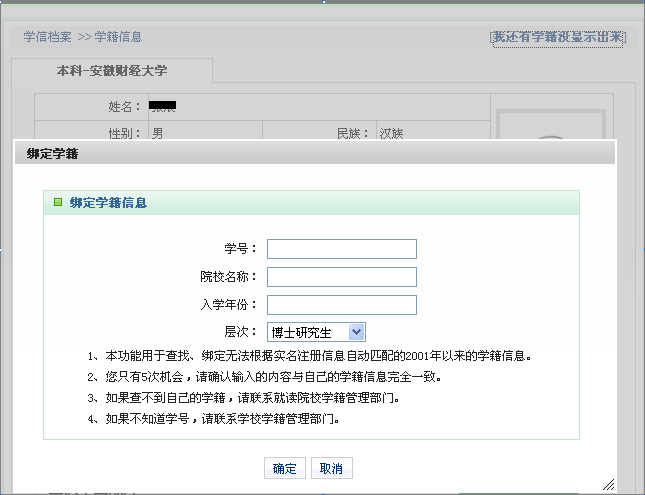 学信档案 >> 学籍信息
[我还有学籍没显示出来]
本科-安徽财经大学
姓名：
性别： 男 民族： 汉族
绑定学籍
绑定学籍信息
学号：
院校名称：
入学年份：
层次： 博士研究生
1、本功能用于查找、绑定无法根据实名注册信息自动匹配的2001年以来的学籍信息。
2、您只有5次机会，请确认输入的内容与自己的学籍信息完全一致。
3、如果查不到自己的学籍，请联系就读院校学籍管理部门。
4、如果不知道学号，请联系学校学籍管理部门。
确定 取消